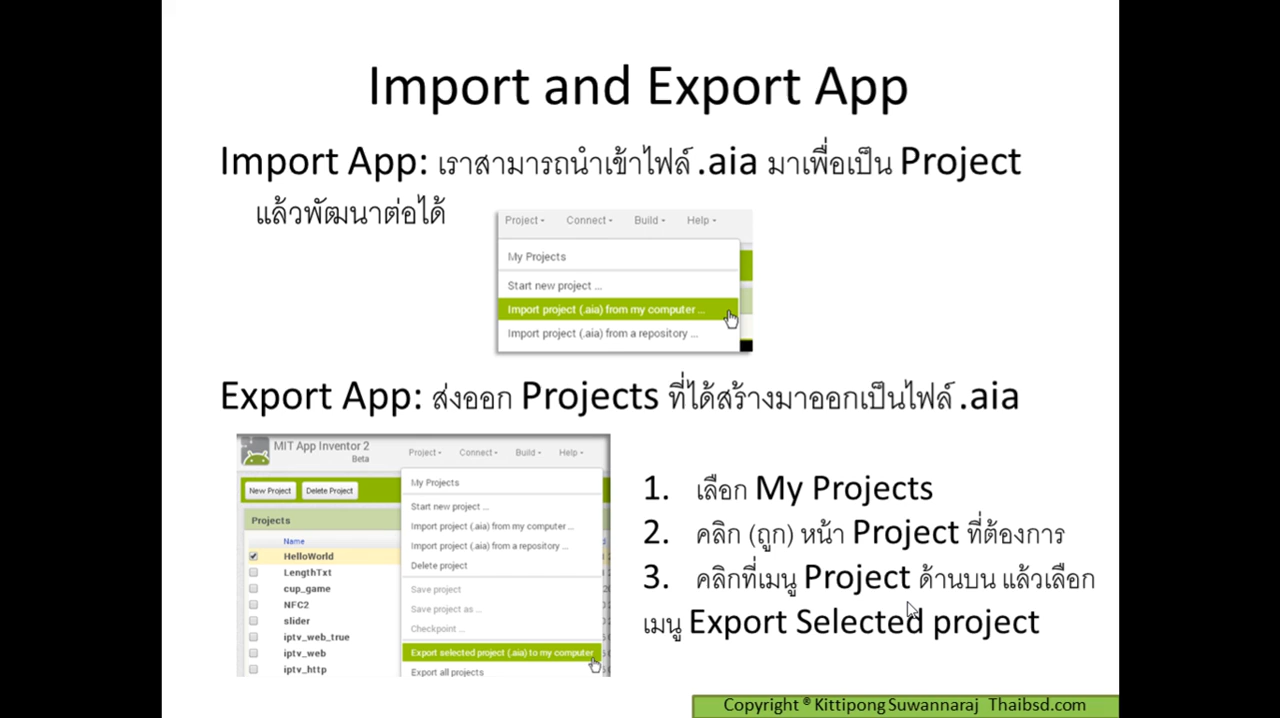 Import and Export App
Import App: เราสามารถนำเข้าไฟล์ .aia มาเพื่อเป็น Project
แล้วพัฒนาต่อได้
Project Connect Build Help
My Projects
Start new project ...
Import project (.aia) from my computer ...
Import project (.aia) from a repository ...
Export App: ส่งออก Projects ที่ได้สร้างมาออกเป็นไฟล์ .aia
MIT App Inventor 2
Beta
Project Connect Build Help
New Project Delete Project
Projects
Name
HelloWorld
LengthTxt
cup_game
NFC2
slider
iptv_web_true
iptv_web
iptv_http
My Projects
Start new project ...
Import project (.aia) from my computer ...
Import project (.aia) from a repository ...
Delete project
Save project
Save project as ...
Checkpoint ...
Export selected project (.aia) to my computer
Export all projects
1. เลือก My Projects
2. คลิก (ถูก) หน้า Project ที่ต้องการ
3. คลิกที่เมนู Project ด้านบน แล้วเลือก
เมนู Export Selected project
Copyright ® Kittipong Suwannaraj Thaibsd.com